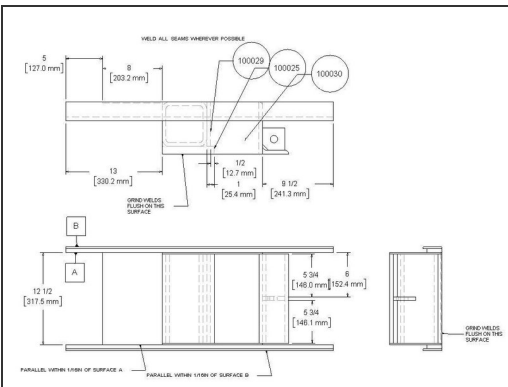 WELD ALL SEAMS WHEREVER POSSIBLE
5
[127.0 mm]
8
[203.2 mm]
100029
100025
100030
13
[330.2 mm]
1/2
[12.7 mm]
1
[25.4 mm]
9 1/2
[241.3 mm]
GRIND WELDS
FLUSH ON THIS
SURFACE
B
A
12 1/2
[317.5 mm]
5 3/4
[146.0 mm]
6
[152.4 mm]
5 3/4
[146.1 mm]
GRIND WELDS
FLUSH ON THIS
SURFACE
PARALLEL WITHIN 1/16IN OF SURFACE A
PARALLEL WITHIN 1/16IN OF SURFACE B